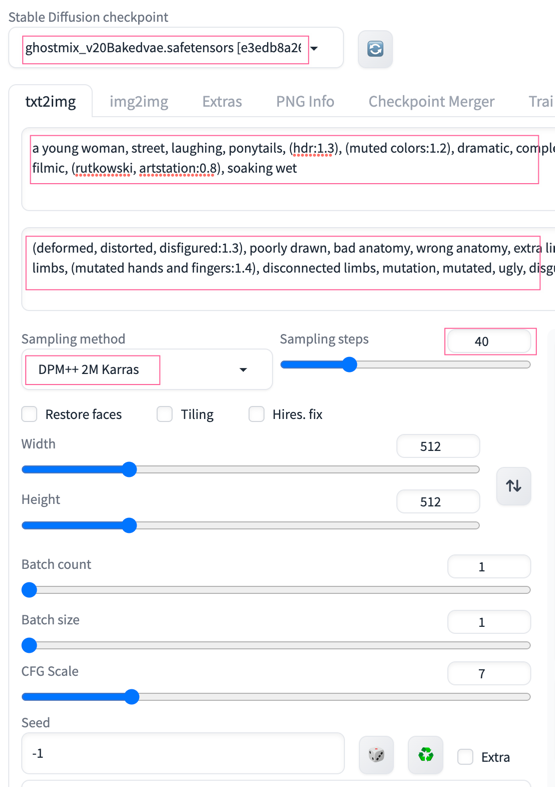 Stable Diffusion checkpoint
ghostmix_v20Bakedvae.safetensors [e3edb8a26
txt2img img2img Extras PNG Info Checkpoint Merger Trai
a young woman, street, laughing, ponytails, (hdr:1.3), (muted colors:1.2), dramatic, comple
filmic, (rutkowski, artstation:0.8), soaking wet
(deformed, distorted, disfigured:1.3), poorly drawn, bad anatomy, wrong anatomy, extra lim
limbs, (mutated hands and fingers:1.4), disconnected limbs, mutation, mutated, ugly, disgu
Sampling method Sampling steps 40
DPM++ 2M Karras
Restore faces Tiling Hires. fix
Width 512
Height 512
Batch count 1
Batch size 1
CFG Scale 7
Seed
-1 Extra